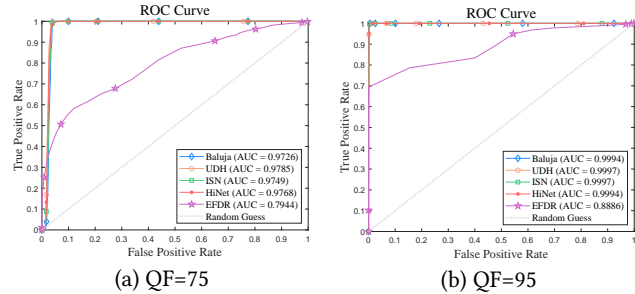 ROC Curve
True Positive Rate
1
0.9
0.8
0.7
0.6
0.5
0.4
0.3
0.2
0.1
0
Baluja (AUC = 0.9726)
UDH (AUC = 0.9785)
ISN (AUC = 0.9749)
HiNet (AUC = 0.9768)
EFDR (AUC = 0.7944)
Random Guess
0 0.1 0.2 0.3 0.4 0.5 0.6 0.7 0.8 0.9 1
False Positive Rate
(a) QF=75
ROC Curve
True Positive Rate
1
0.9
0.8
0.7
0.6
0.5
0.4
0.3
0.2
0.1
0
Baluja (AUC = 0.9994)
UDH (AUC = 0.9997)
ISN (AUC = 0.9997)
HiNet (AUC = 0.9994)
EFDR (AUC = 0.8886)
Random Guess
0 0.1 0.2 0.3 0.4 0.5 0.6 0.7 0.8 0.9 1
False Positive Rate
(b) QF=95